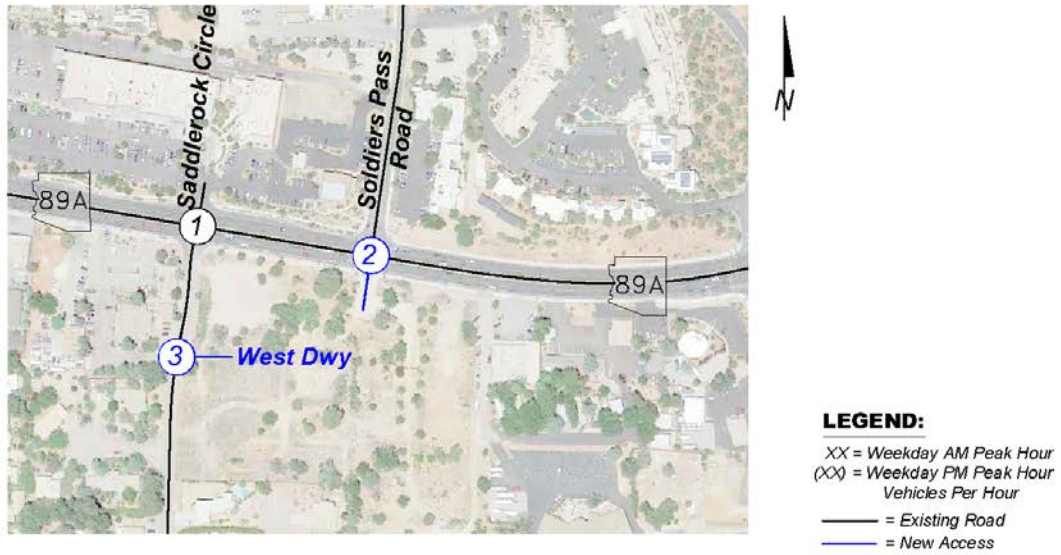 Saddlerock Circle
Soldiers Pass
Road
N
89A
1
2
89A
3
West Dwy
LEGEND:
XX = Weekday AM Peak Hour
(XX) = Weekday PM Peak Hour
Vehicles Per Hour
= Existing Road
= New Access